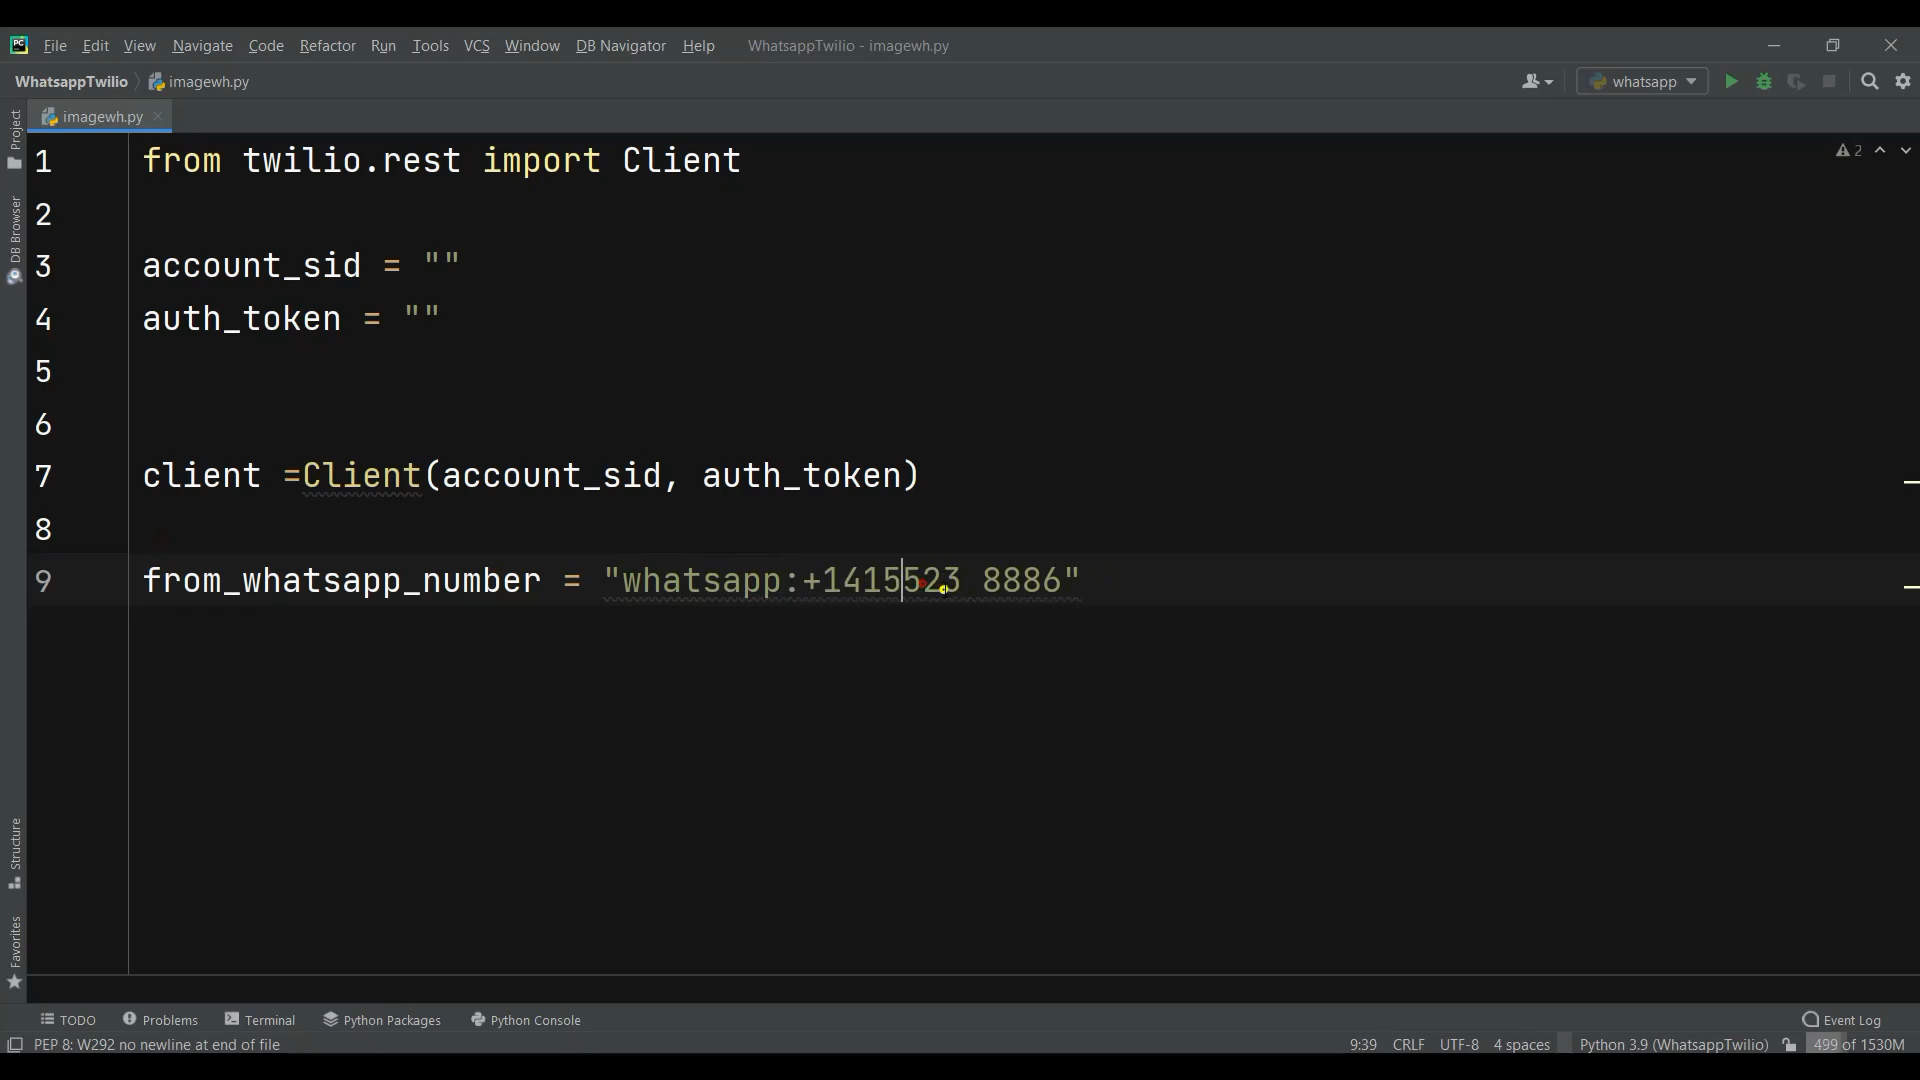 File Edit View Navigate Code Refactor Run Tools VCS Window DB Navigator Help WhatsappTwilio - imagewh.py
WhatsappTwilio imagewh.py whatsapp
imagewh.py
Project
DB Browser
Structure
Favorites
2
1 from twilio.rest import Client
2
3 account_sid = ""
4 auth_token = ""
5
6
7 client =Client(account_sid, auth_token)
8
9 from_whatsapp_number = "whatsapp:+1415523 8886"
TODO Problems Terminal Python Packages Python Console Event Log
PEP 8: W292 no newline at end of file 9:39 CRLF UTF-8 4 spaces Python 3.9 (WhatsappTwilio) 499 of 1530M